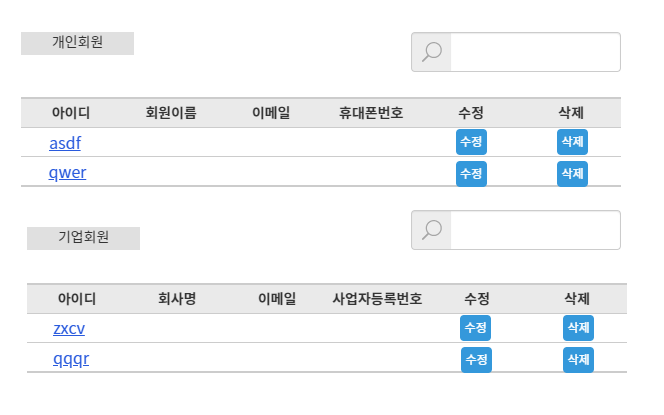 개인회원
아이디 회원이름 이메일 휴대폰번호 수정 삭제
asdf 수정 삭제
qwer 수정 삭제
기업회원
아이디 회사명 이메일 사업자등록번호 수정 삭제
zxcv 수정 삭제
qqqr 수정 삭제